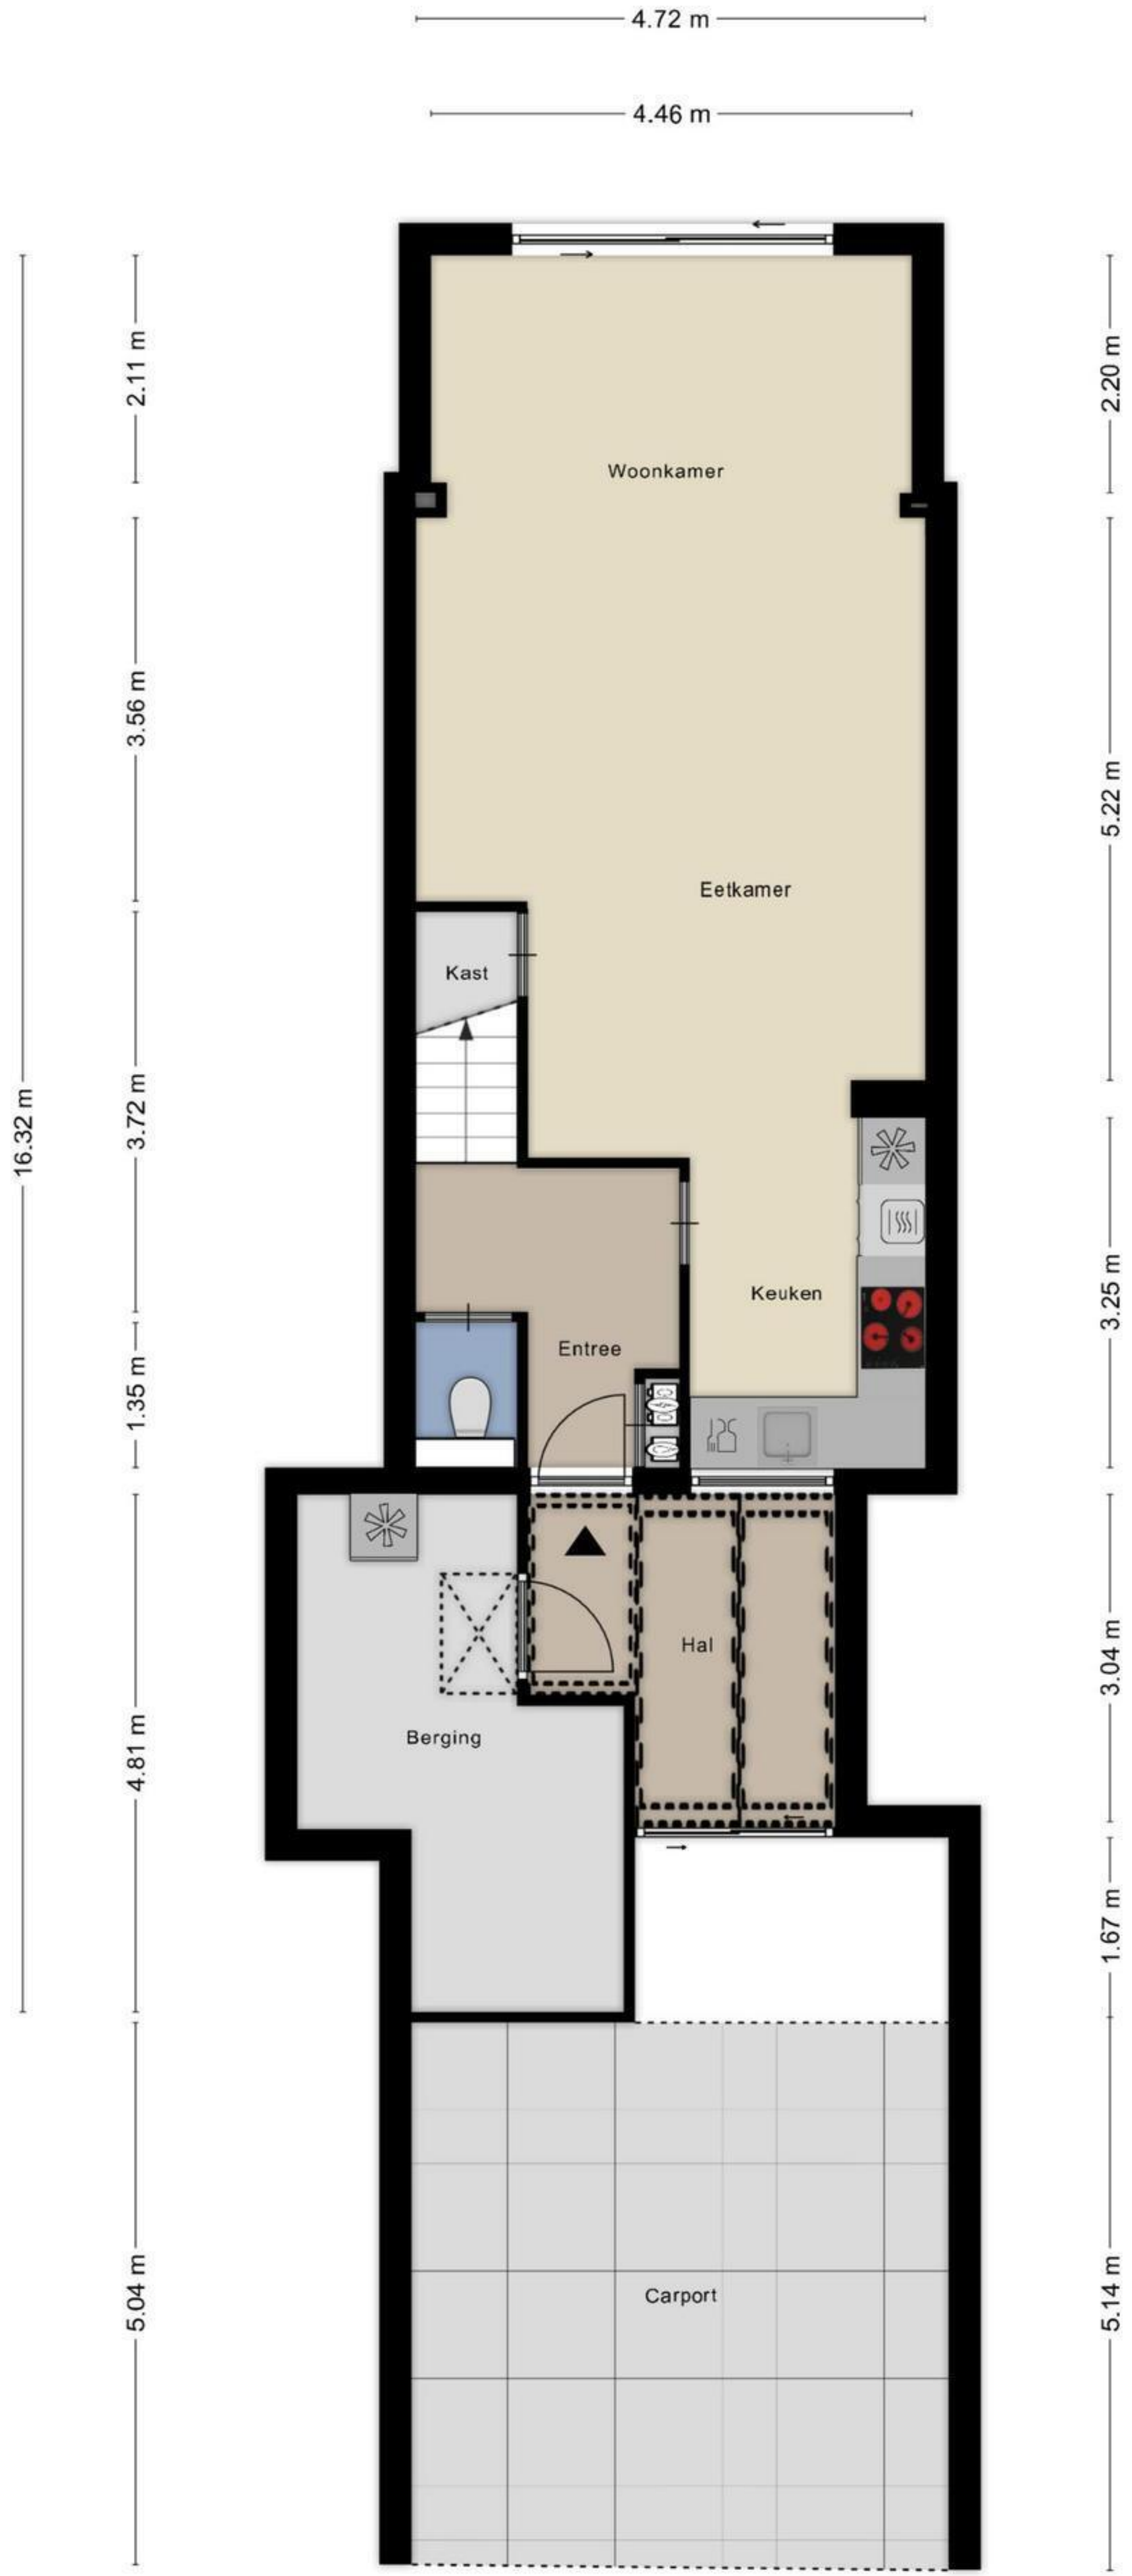 4.72 m
4.46 m
2.11 m
2.20 m
Woonkamer
3.56 m
5.22 m
Eetkamer
Kast
16.32 m
3.72 m
Keuken
3.25 m
Entree
1.35 m
Hal
3.04 m
Berging
4.81 m
1.67 m
Carport
5.04 m
5.14 m